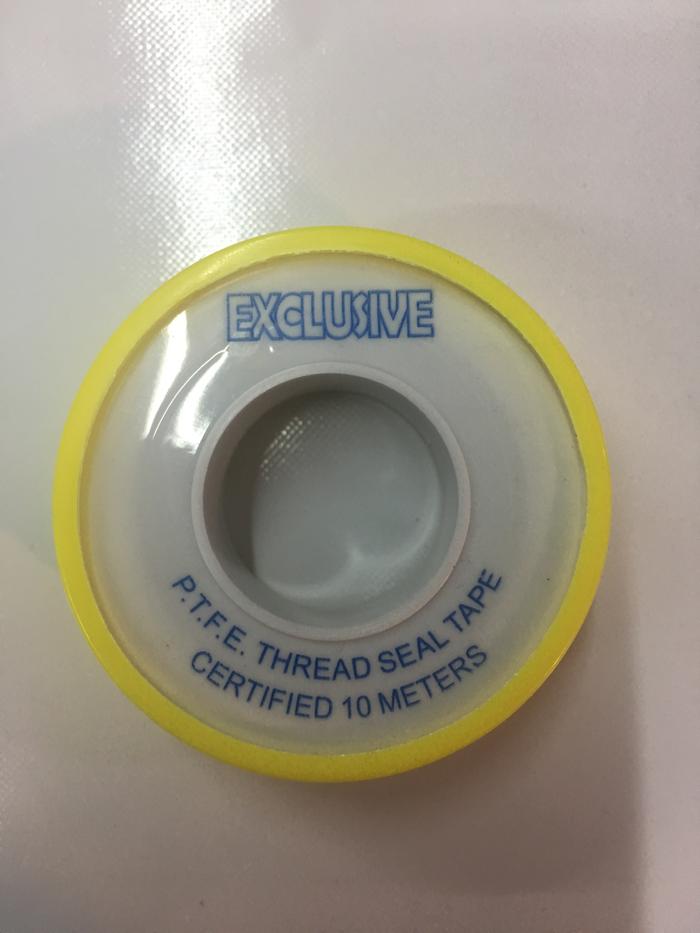 EXCLUSIVE
P.T.F.E. THREAD SEAL TAPE
CERTIFIED 10 METERS